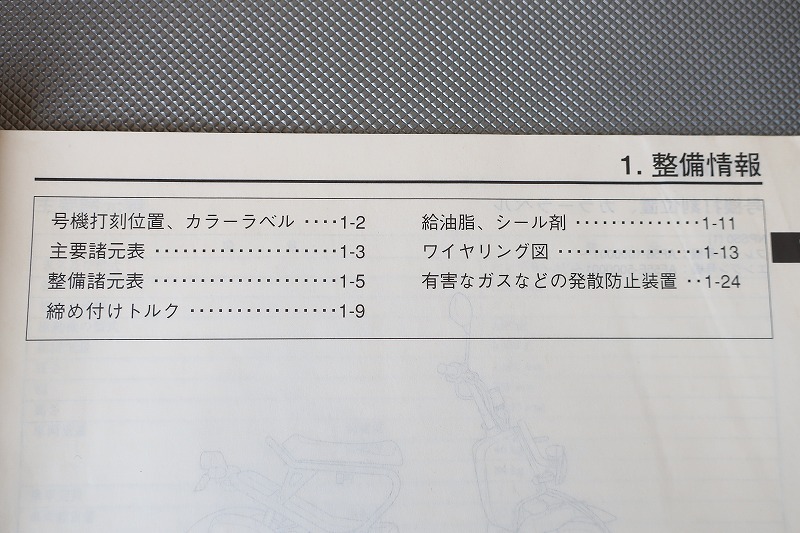 1. 整備情報
号機打刻位置、カラーラベル ････1-2
主要諸元表 ･････････････････1-3
整備諸元表 ･････････････････1-5
締め付けトルク ･････････････1-9
給油脂、シール剤 ････････････1-11
ワイヤリング図 ･････････････1-13
有害なガスなどの発散防止装置 ･･1-24